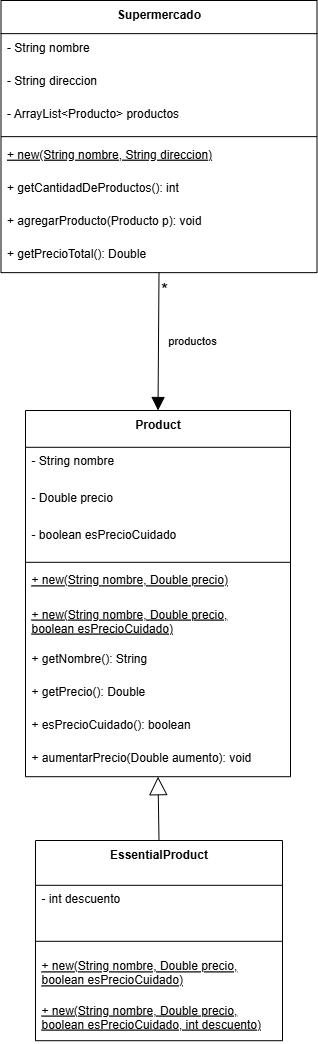 Supermercado
- String nombre
- String direccion
- ArrayList<Producto> productos
+ new(String nombre, String direccion)
+ getCantidadDeProductos(): int
+ agregarProducto(Producto p): void
+ getPrecioTotal(): Double
*
productos
Product
- String nombre
- Double precio
- boolean esPrecioCuidado
+ new(String nombre, Double precio)
+ new(String nombre, Double precio,
boolean esPrecioCuidado)
+ getNombre(): String
+ getPrecio(): Double
+ esPrecioCuidado(): boolean
+ aumentarPrecio(Double aumento): void
EssentialProduct
- int descuento
+ new(String nombre, Double precio,
boolean esPrecioCuidado)
+ new(String nombre, Double precio,
boolean esPrecioCuidado, int descuento)